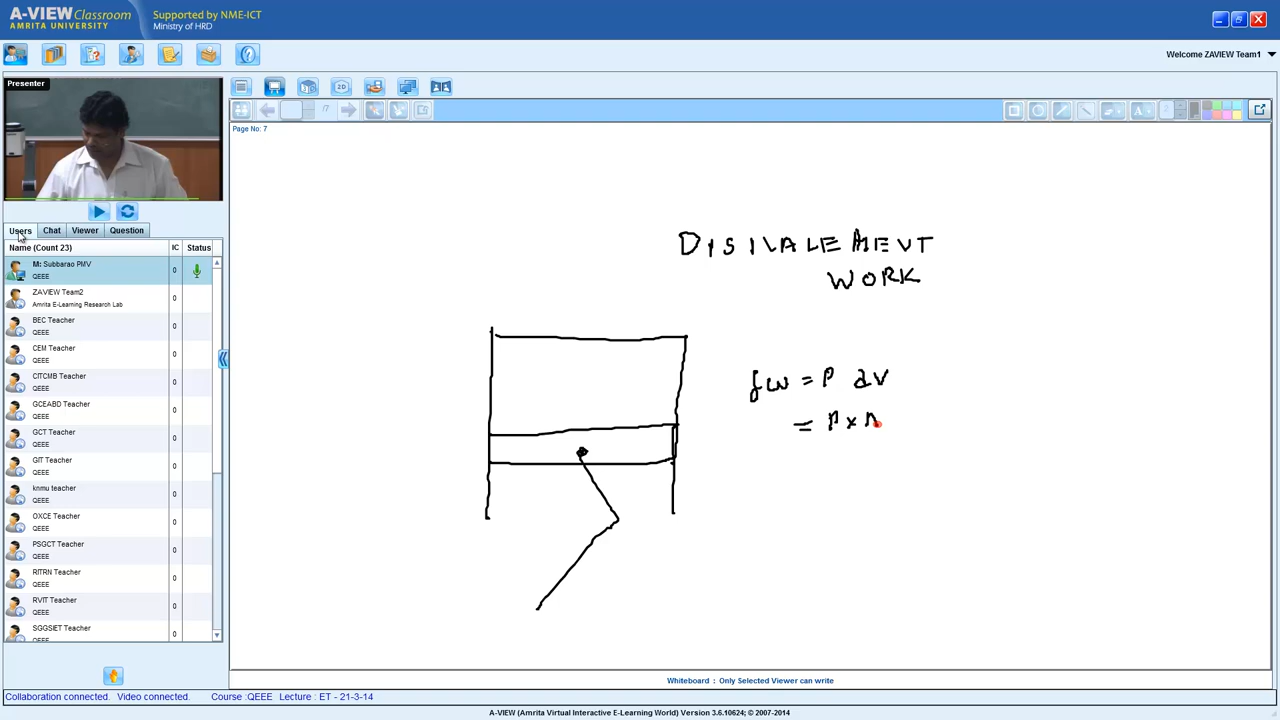 A-VIEW Classroom
AMRITA UNIVERSITY
Supported by NME-ICT
Ministry of HRD
Welcome ZAVIEW Team1
Presenter
/7
Page No: 7
Users Chat Viewer Question
Name (Count 23) IC Status
M: Subbarao PMV
QEEE
0
ZAVIEW Team2
Amrita E-Learning Research Lab
0
BEC Teacher
QEEE
0
CEM Teacher
QEEE
0
CITCMB Teacher
QEEE
0
GCEABD Teacher
QEEE
0
GCT Teacher
QEEE
0
GIT Teacher
QEEE
0
knmu teacher
QEEE
0
OXCE Teacher
QEEE
0
PSGCT Teacher
QEEE
0
RITRN Teacher
QEEE
0
RVIT Teacher
QEEE
0
SGGSIET Teacher
QEEE
0
WORK
= P dV
= P ×
Whiteboard : Only Selected Viewer can write
Collaboration connected. Video connected. Course :QEEE Lecture : ET - 21-3-14
A-VIEW (Amrita Virtual Interactive E-Learning World) Version 3.6.10624; © 2007-2014